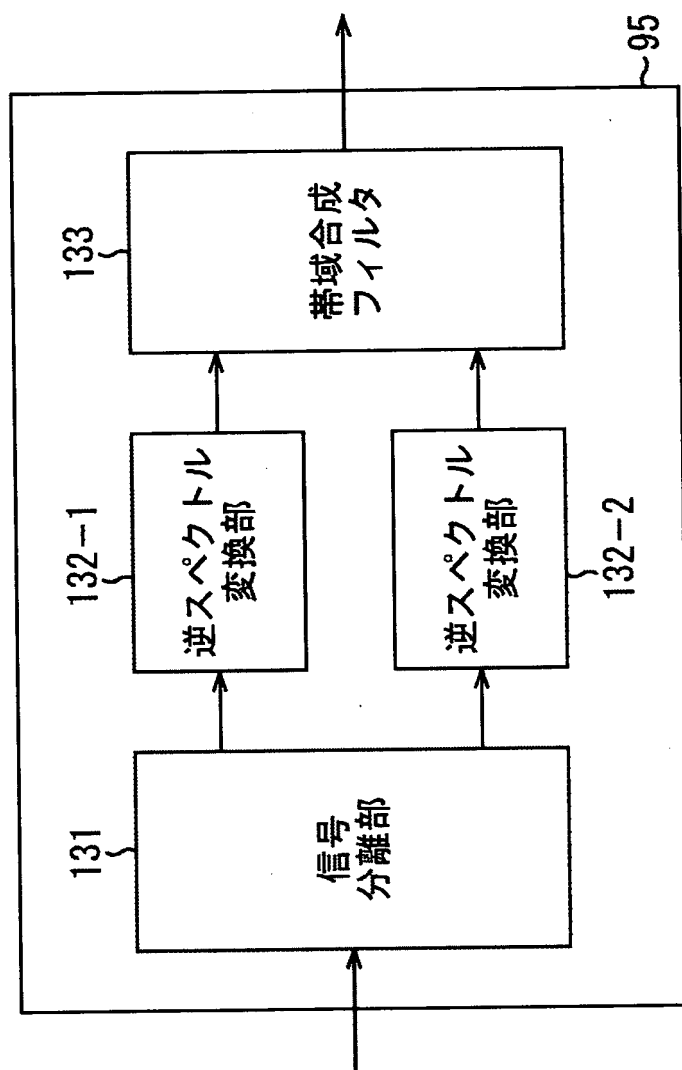 131
信号
分離部
132-1
逆スペクトル
変換部
逆スペクトル
変換部
132-2
133
帯域合成
フィルタ
95